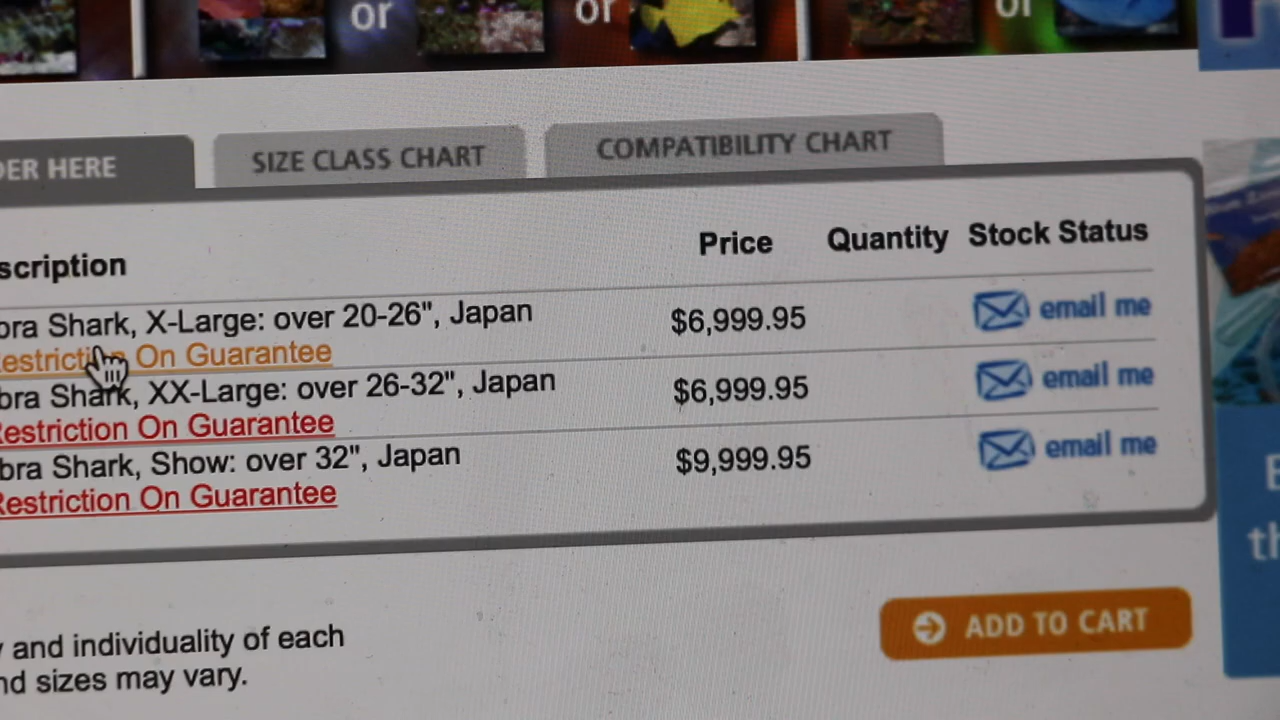 or or or
DER HERE SIZE CLASS CHART COMPATIBILITY CHART
scription Price Quantity Stock Status
bra Shark, X-Large: over 20-26", Japan $6,999.95 email me
Restriction On Guarantee
bra Shark, XX-Large: over 26-32", Japan $6,999.95 email me
Restriction On Guarantee
bra Shark, Show: over 32", Japan $9,999.95 email me
Restriction On Guarantee
ADD TO CART
y and individuality of each
nd sizes may vary.